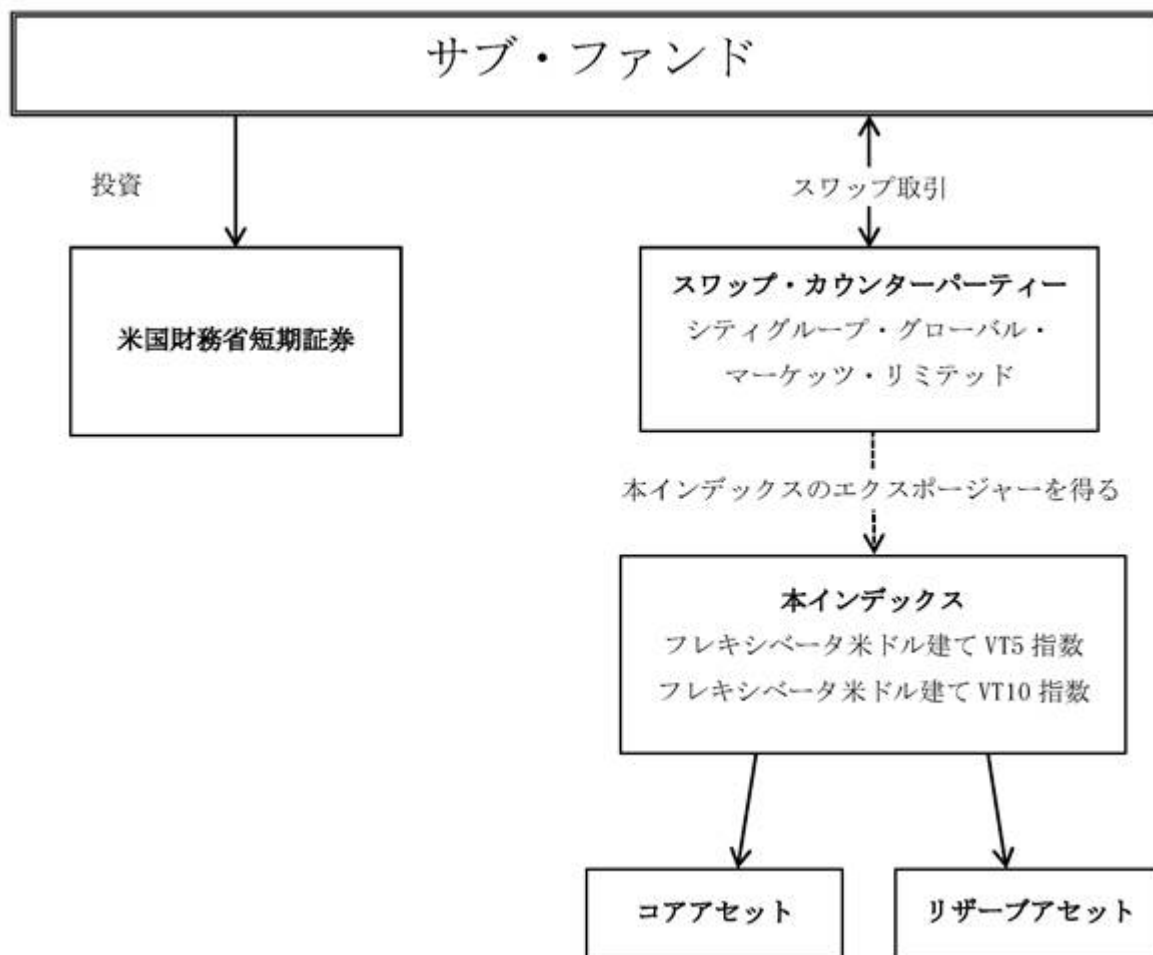 サブ・ファンド
投資
スワップ取引
米国財務省短期証券
スワップ・カウンターパーティー
シティグループ・グローバル・
マーケッツ・リミテッド
本インデックスのエクスポージャーを得る
本インデックス
フレキシベータ米ドル建て VT5 指数
フレキシベータ米ドル建て VT10 指数
コアアセット
リザーブアセット